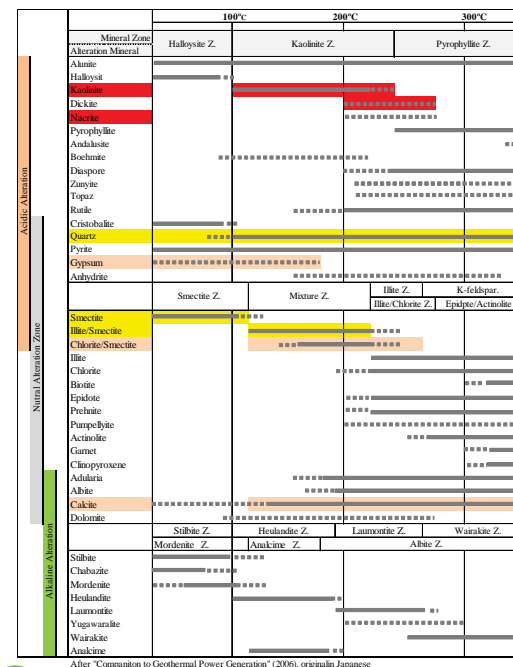 100°c 200°c 300°c
Mineral Zone
Alteration Mineral
Halloysite Z. Kaolinite Z. Pyrophyllite Z.
Alunite
Halloysit
Kaolinite
Dickite
Nacrite
Pyrophyllite
Andalusite
Boehmite
Diaspore
Zunyite
Topaz
Rutile
Cristobalite
Quartz
Pyrite
Gypsum
Anhydrite
Smectite Z. Mixture Z. Illite Z. K-feldspar.
Illite/Chlorite Z. Epidpte/Actinolite
Smectite
Illite/Smectite
Chlorite/Smectite
Illite
Chlorite
Biotite
Epidote
Prehnite
Pumpellyite
Actinolite
Garnet
Clinopyroxene
Adularia
Albite
Calcite
Dolomite
Stilbite Z. Heulandite Z. Laumontite Z. Wairakite Z.
Mordenite Z. Analcime Z. Albite Z.
Stilbite
Chabazite
Mordenite
Heulandite
Laumontite
Yugawaralite
Wairakite
Analcime
Acidic Alteration
Nutral Alteration Zone
Alkaline Alteration
After "Compainton to Geothermal Power Generation" (2006), originalin Japanese